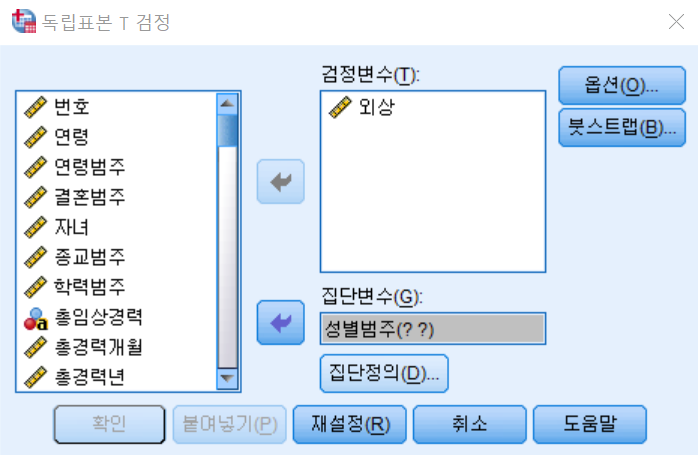 독립표본 T 검정
검정변수(T):
번호
연령
연령범주
결혼범주
자녀
종교범주
학력범주
총임상경력
총경력개월
총경력년
외상
옵션(O)...
붓스트랩(B)...
집단변수(G):
성별범주(? ?)
집단정의(D)...
확인
붙여넣기(P)
재설정(R)
취소
도움말